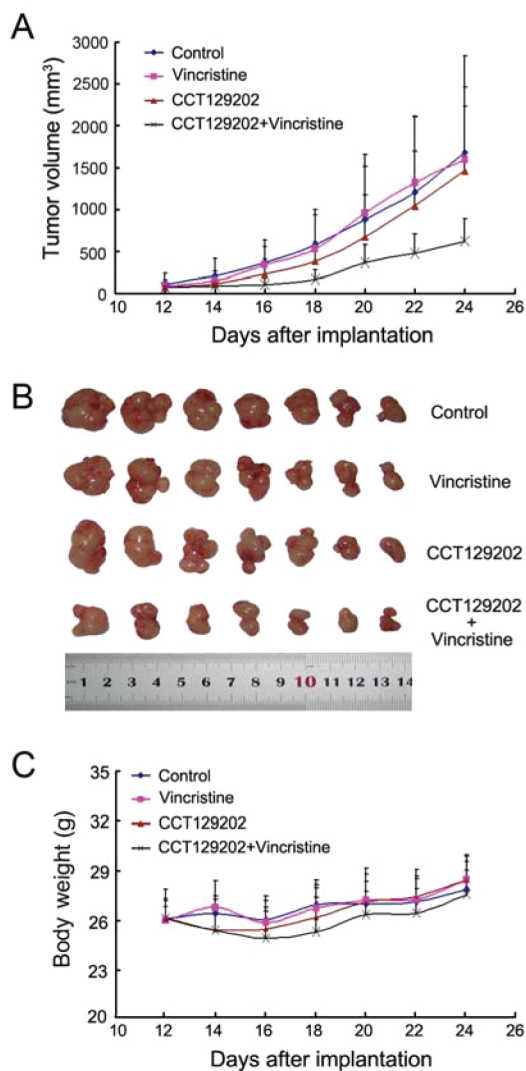 A
Tumor volume (mm³)
3000
2500
2000
1500
1000
500
0
Control
Vincristine
CCT129202
CCT129202+Vincristine
10 12 14 16 18 20 22 24 26
Days after implantation
B
Control
Vincristine
CCT129202
CCT129202
+
Vincristine
1 2 3 4 5 6 7 8 9 10 11 12 13 14
C
Body weight (g)
35
32
29
26
23
20
Control
Vincristine
CCT129202
CCT129202+Vincristine
10 12 14 16 18 20 22 24 26
Days after implantation